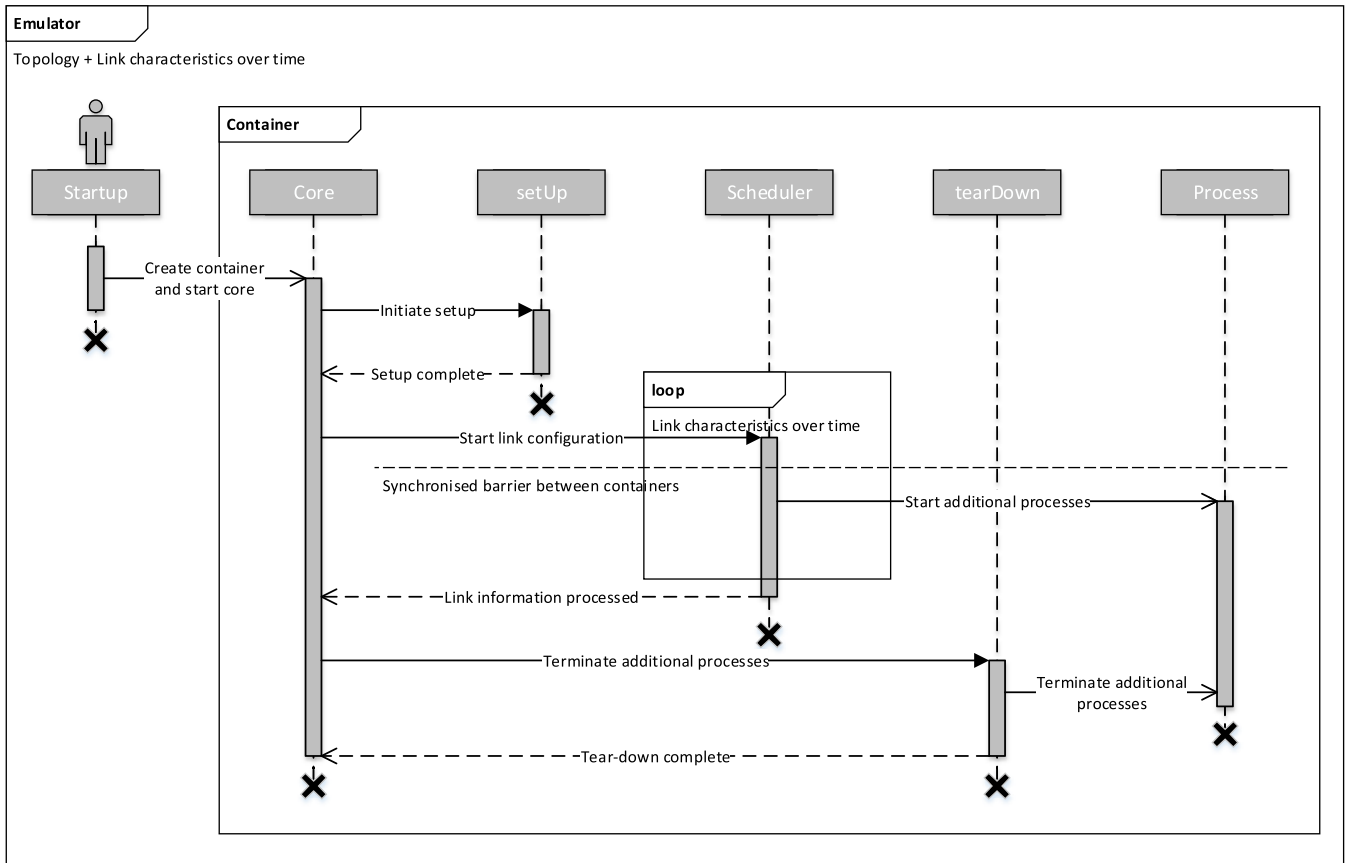 Emulator
Topology + Link characteristics over time
Container
Startup
Core
setUp
Scheduler
tearDown
Process
Create container
and start core
Initiate setup
Setup complete
loop
Link characteristics over time
Start link configuration
Synchronised barrier between containers
Start additional processes
Link information processed
Terminate additional processes
Terminate additional
processes
Tear-down complete